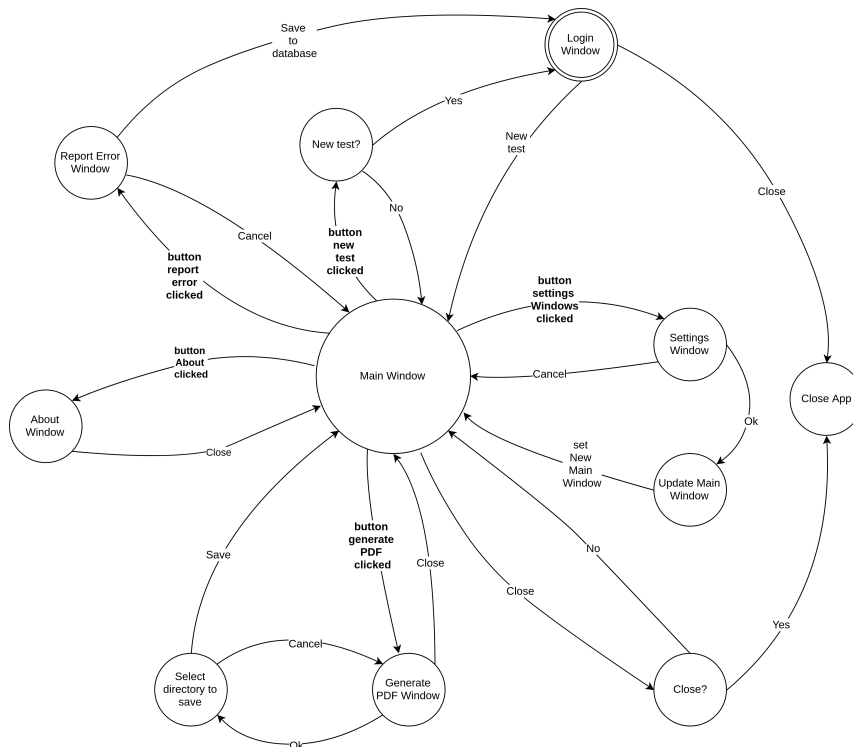 Save
to
database
Login
Window
Yes
New test?
New
test
Report Error
Window
Close
No
Cancel
button
new
test
clicked
button
report
error
clicked
button
settings
Windows
clicked
Settings
Window
button
About
clicked
Main Window
Cancel
Close App
About
Window
Ok
Close
set
New
Main
Window
Update Main
Window
button
generate
PDF
clicked
Save
Close
No
Close
Yes
Cancel
Select
directory to
save
Generate
PDF Window
Close?
Ok